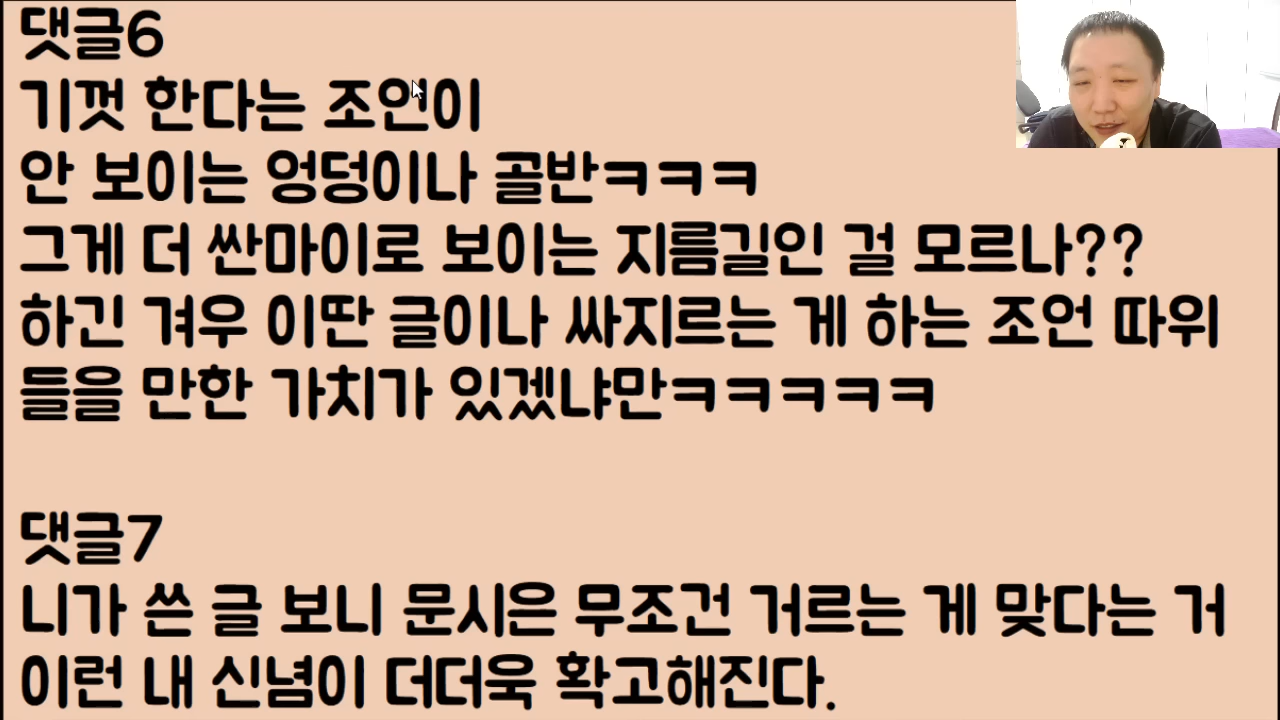 댓글6
기껏 한다는 조언이
안 보이는 엉덩이나 골반ㅋㅋㅋ
그게 더 싼마이로 보이는 지름길인 걸 모르나??
하긴 겨우 이딴 글이나 싸지르는 게 하는 조언 따위
들을 만한 가치가 있겠냐만ㅋㅋㅋㅋㅋ
댓글7
니가 쓴 글 보니 문시은 무조건 거르는 게 맞다는 거
이런 내 신념이 더더욱 확고해진다.